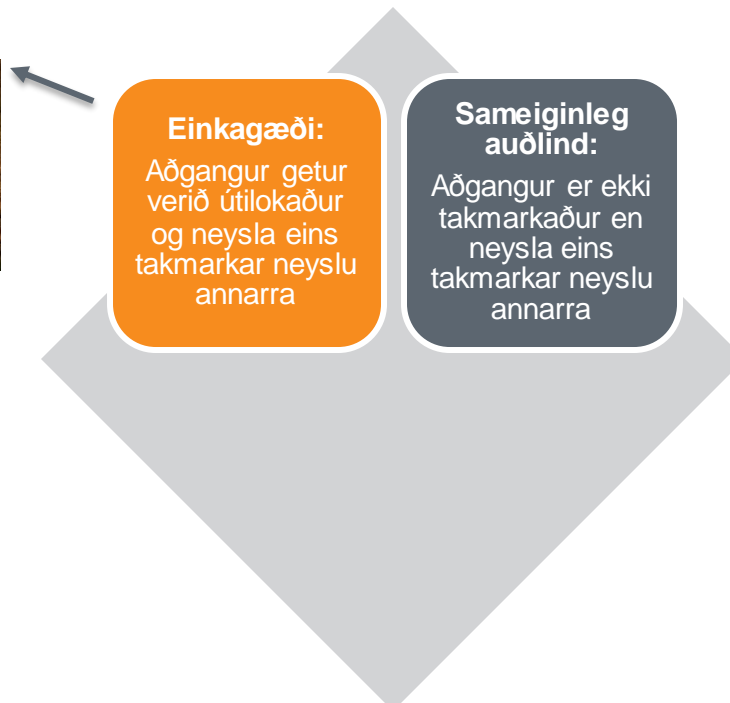 Einkagæði:
Aðgangur getur
verið útilokaður
og neysla eins
takmarkar neyslu
annarra
Sameiginleg
auðlind:
Aðgangur er ekki
takmarkaður en
neysla eins
takmarkar neyslu
annarra